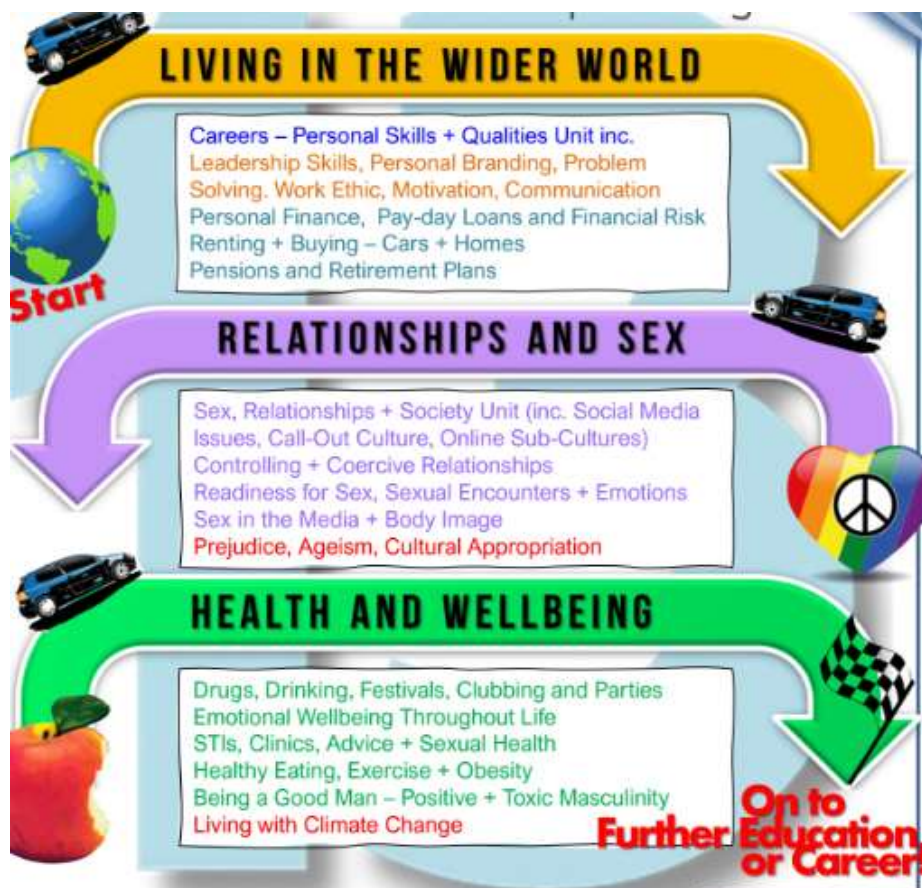 LIVING IN THE WIDER WORLD
Careers – Personal Skills + Qualities Unit inc.
Leadership Skills, Personal Branding, Problem
Solving. Work Ethic, Motivation, Communication
Personal Finance, Pay-day Loans and Financial Risk
Renting + Buying – Cars + Homes
Pensions and Retirement Plans
Start
RELATIONSHIPS AND SEX
Sex, Relationships + Society Unit (inc. Social Media
Issues, Call-Out Culture, Online Sub-Cultures)
Controlling + Coercive Relationships
Readiness for Sex, Sexual Encounters + Emotions
Sex in the Media + Body Image
Prejudice, Ageism, Cultural Appropriation
HEALTH AND WELLBEING
Drugs, Drinking, Festivals, Clubbing and Parties
Emotional Wellbeing Throughout Life
STIs, Clinics, Advice + Sexual Health
Healthy Eating, Exercise + Obesity
Being a Good Man – Positive + Toxic Masculinity
Living with Climate Change
On to
Further Education
or Career